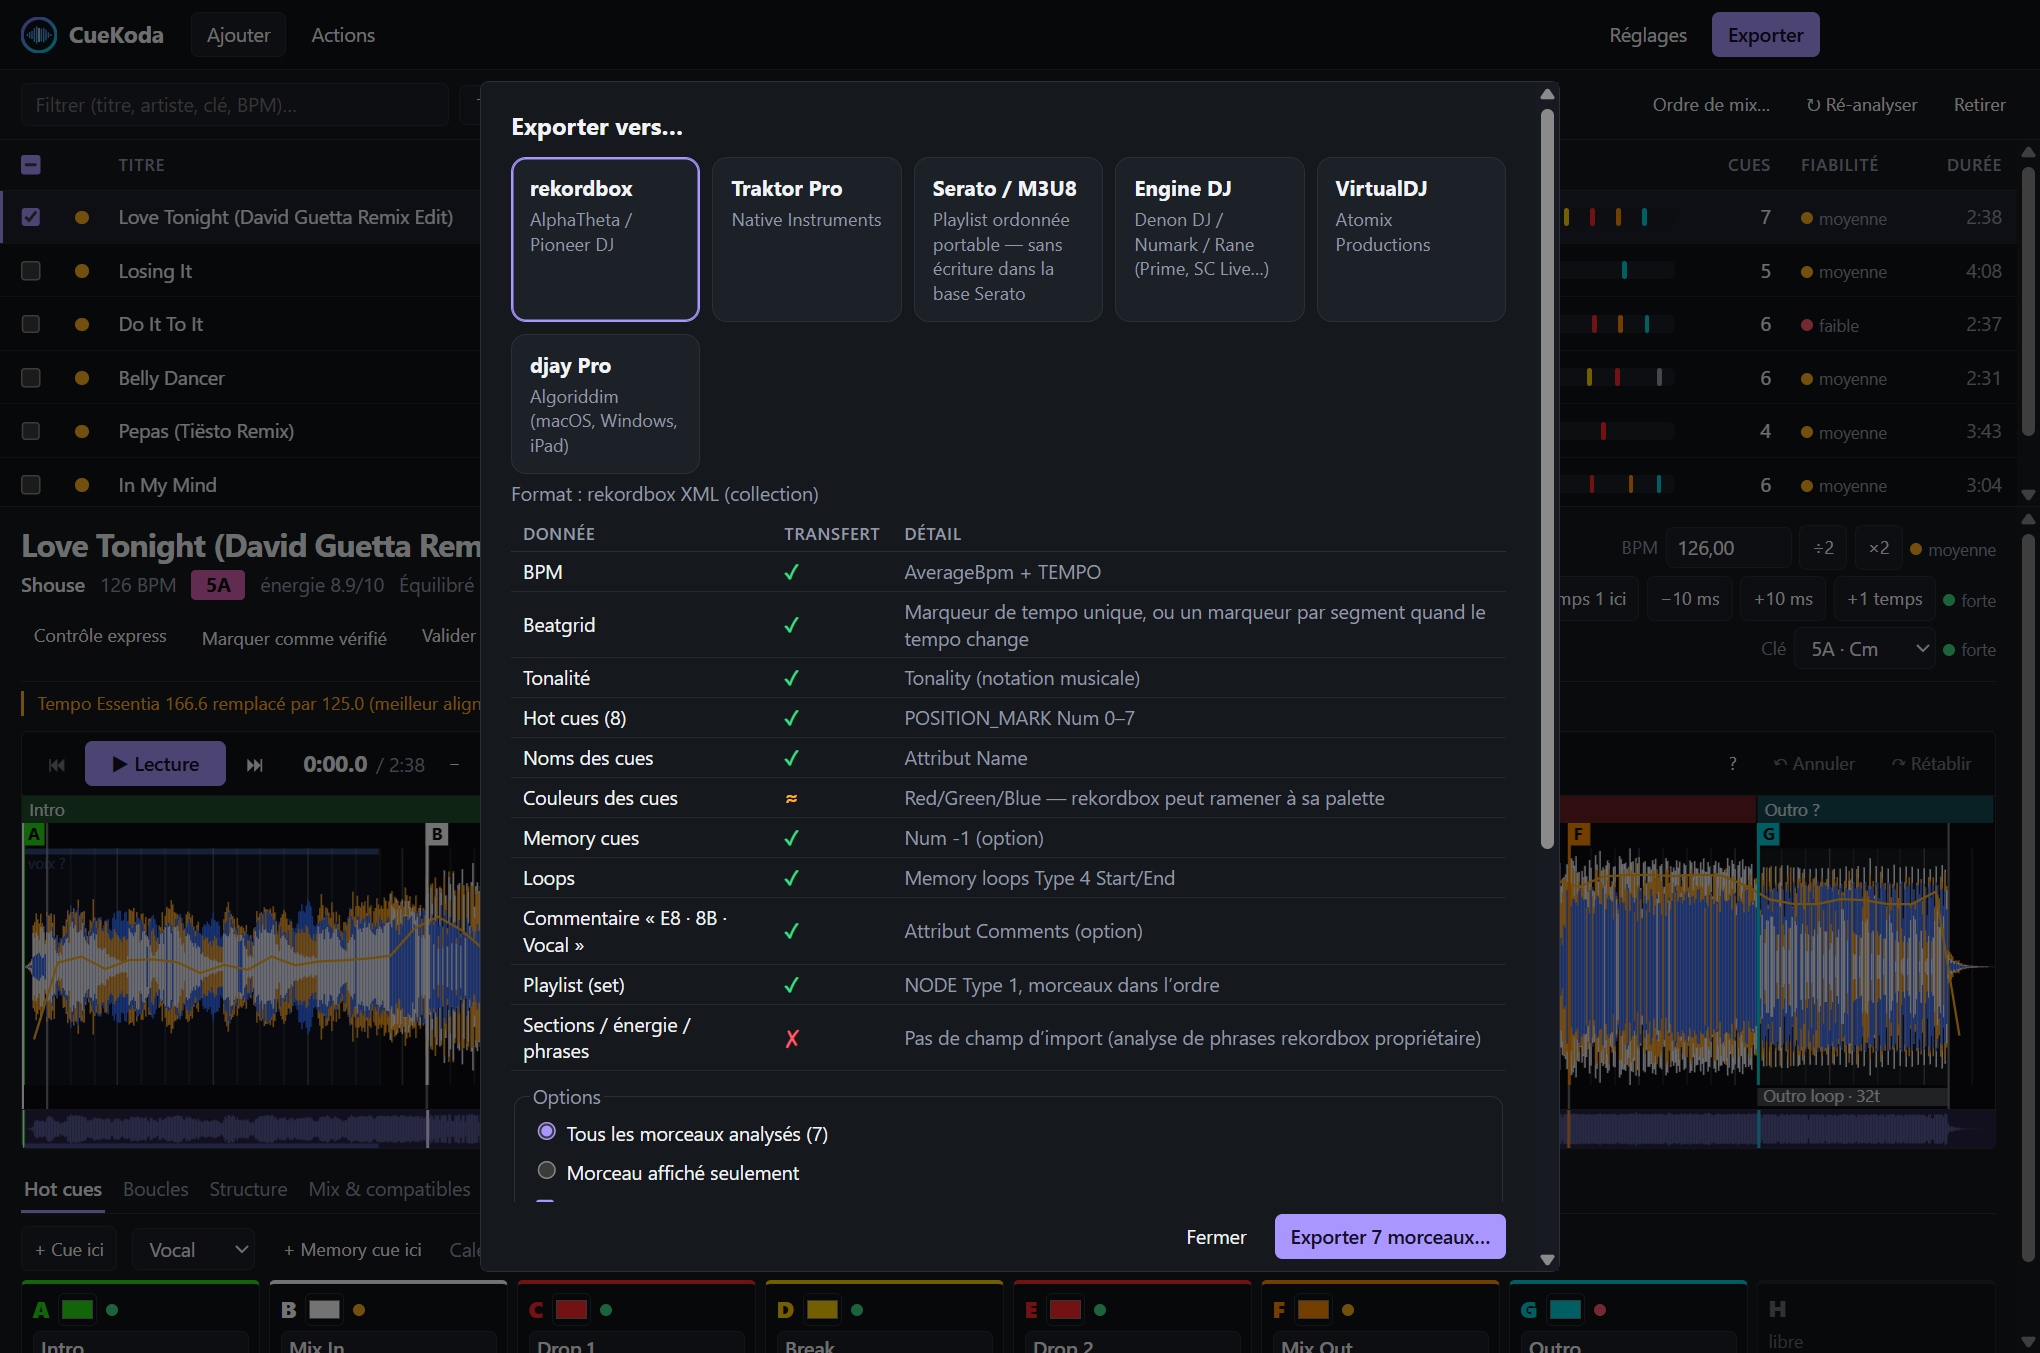 CueKoda
Ajouter
Actions
Réglages
Exporter
Filtrer (titre, artiste, clé, BPM)...
Ordre de mix...
↻ Ré-analyser
Retirer
TITRE
CUES
FIABILITÉ
DURÉE
Love Tonight (David Guetta Remix Edit)
7
moyenne
2:38
Losing It
5
moyenne
4:08
Do It To It
6
faible
2:37
Belly Dancer
6
moyenne
2:31
Pepas (Tiësto Remix)
4
moyenne
3:43
In My Mind
6
moyenne
3:04
Exporter vers...
rekordbox
AlphaTheta /
Pioneer DJ
Traktor Pro
Native Instruments
Serato / M3U8
Playlist ordonnée
portable — sans
écriture dans la
base Serato
Engine DJ
Denon DJ /
Numark / Rane
(Prime, SC Live...)
VirtualDJ
Atomix
Productions
djay Pro
Algoriddim
(macOS, Windows,
iPad)
Format : rekordbox XML (collection)
DONNÉE
TRANSFERT
DÉTAIL
BPM
✓
AverageBpm + TEMPO
Beatgrid
✓
Marqueur de tempo unique, ou un marqueur par segment quand le
tempo change
Tonalité
✓
Tonality (notation musicale)
Hot cues (8)
✓
POSITION_MARK Num 0–7
Noms des cues
✓
Attribut Name
Couleurs des cues
≈
Red/Green/Blue — rekordbox peut ramener à sa palette
Memory cues
✓
Num -1 (option)
Loops
✓
Memory loops Type 4 Start/End
Commentaire « E8 · 8B ·
Vocal »
✓
Attribut Comments (option)
Playlist (set)
✓
NODE Type 1, morceaux dans l’ordre
Sections / énergie /
phrases
✗
Pas de champ d’import (analyse de phrases rekordbox propriétaire)
Options
Tous les morceaux analysés (7)
Morceau affiché seulement
Fermer
Exporter 7 morceaux...
Love Tonight (David Guetta Rem
Shouse
126 BPM
5A
énergie 8.9/10
Équilibré
Contrôle express
Marquer comme vérifié
Valider
Tempo Essentia 166.6 remplacé par 125.0 (meilleur align
BPM
126,00
÷2
×2
moyenne
mps 1 ici
−10 ms
+10 ms
+1 temps
forte
Clé
5A · Cm
forte
Lecture
0:00.0 / 2:38
−
?
↶ Annuler
↷ Rétablir
Intro
A
voix ?
B
Outro ?
F
G
Outro loop · 32t
Hot cues
Boucles
Structure
Mix & compatibles
+ Cue ici
Vocal
+ Memory cue ici
Cale
A
Intro
B
Mix In
C
Drop 1
D
Break
E
Drop 2
F
Mix Out
G
Outro
H
libre